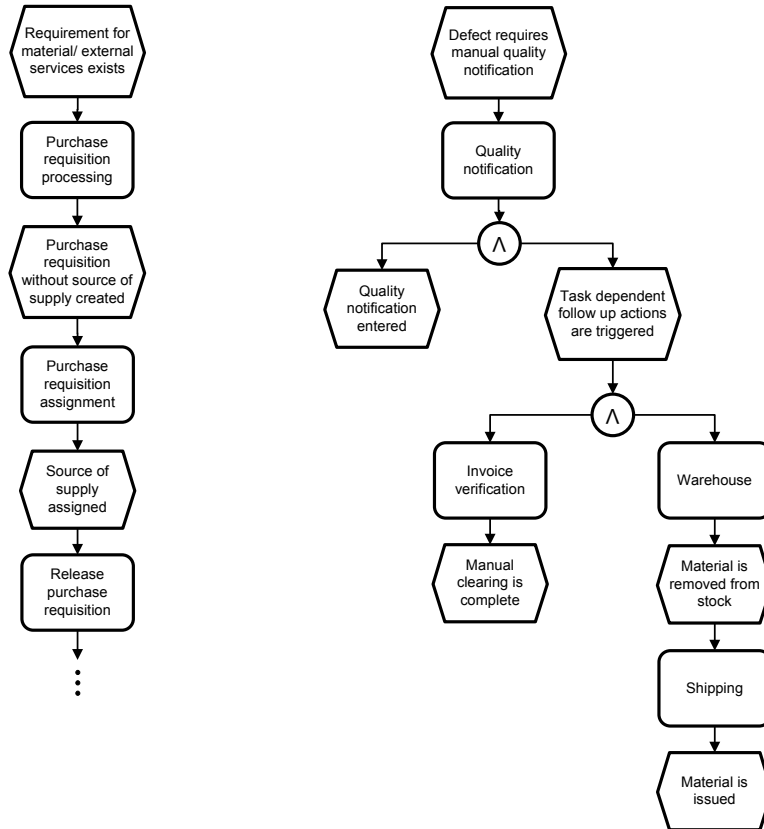 Requirement for
material/ external
services exists
Purchase
requisition
processing
Purchase
requisition
without source of
supply created
Purchase
requisition
assignment
Source of
supply
assigned
Release
purchase
requisition
Defect requires
manual quality
notification
Quality
notification
Λ
Quality
notification
entered
Task dependent
follow up actions
are triggered
Λ
Invoice
verification
Manual
clearing is
complete
Warehouse
Material is
removed from
stock
Shipping
Material is
issued